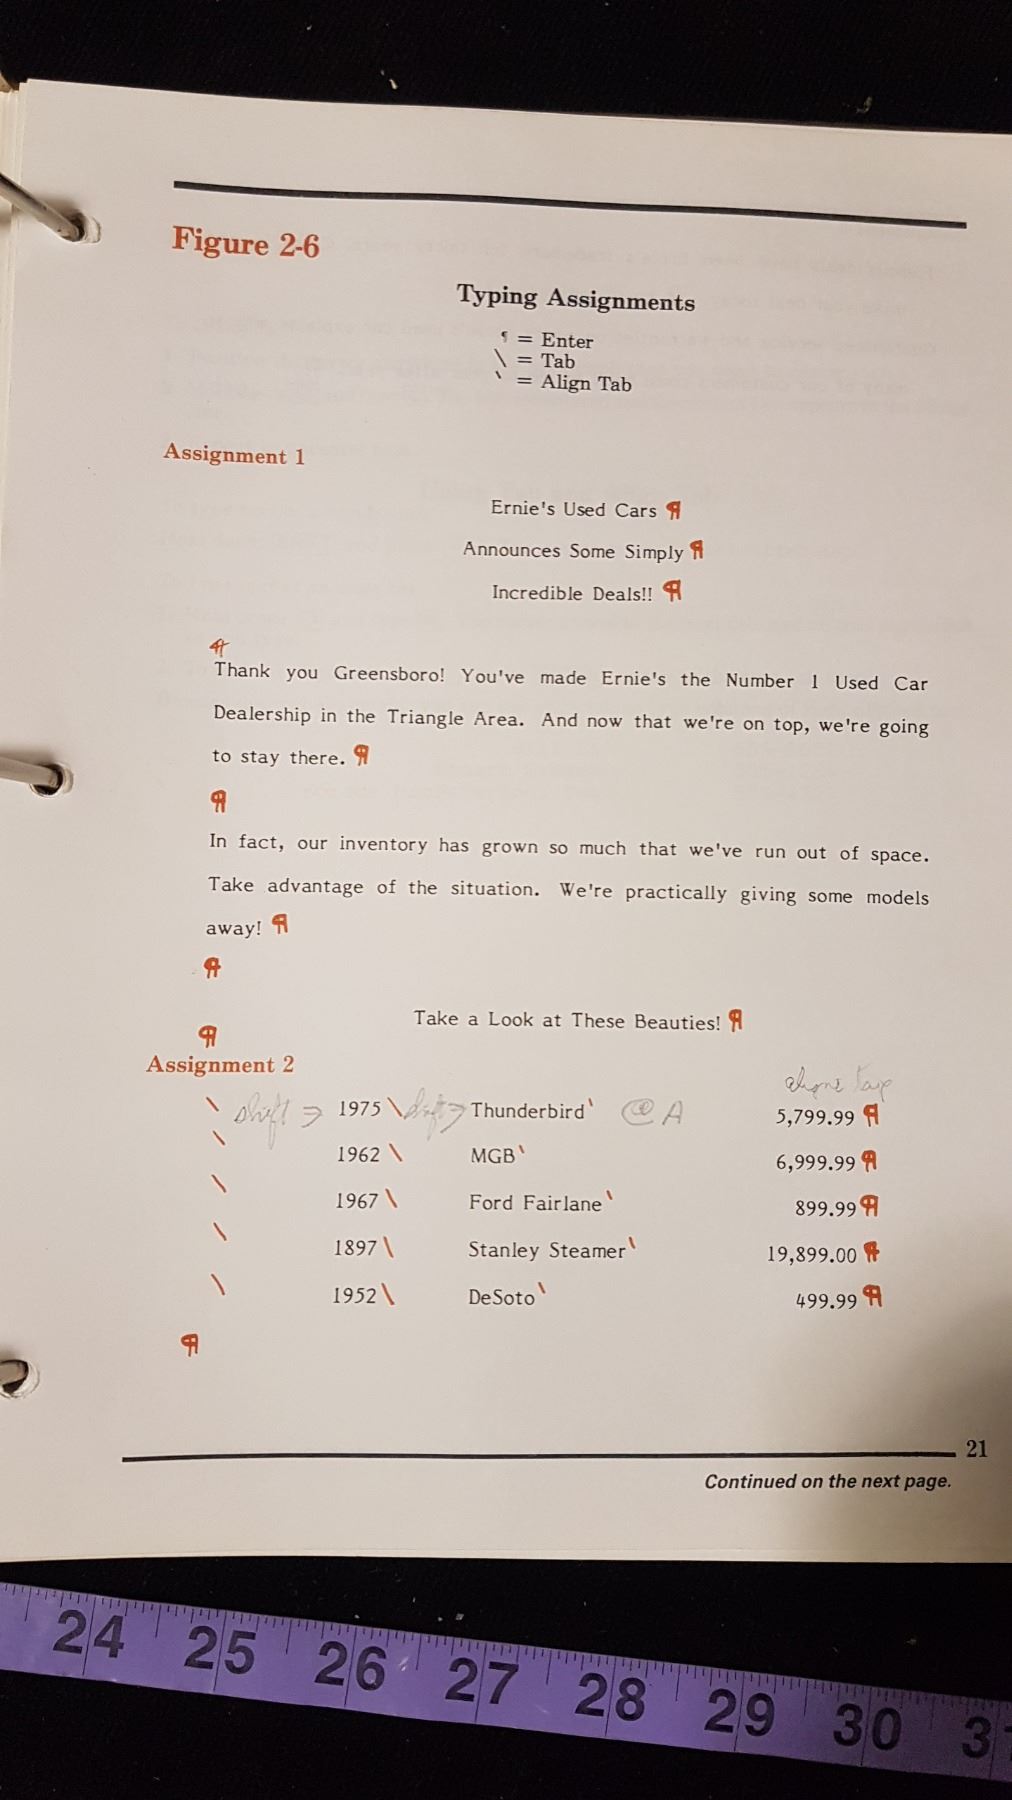 Figure 2-6
Typing Assignments
¶ = Enter
\ = Tab
` = Align Tab
Assignment 1
Ernie's Used Cars ¶
Announces Some Simply ¶
Incredible Deals!! ¶
¶
Thank you Greensboro! You've made Ernie's the Number 1 Used Car
Dealership in the Triangle Area. And now that we're on top, we're going
to stay there. ¶
¶
In fact, our inventory has grown so much that we've run out of space.
Take advantage of the situation. We're practically giving some models
away! ¶
¶
Take a Look at These Beauties! ¶
¶
Assignment 2
\ shift ⇒ 1975 \ shift ⇒ Thunderbird` @ A 5,799.99 ¶
\ 1962 \ MGB` 6,999.99 ¶
\ 1967 \ Ford Fairlane` 899.99 ¶
\ 1897 \ Stanley Steamer` 19,899.00 ¶
\ 1952 \ DeSoto` 499.99 ¶
¶
21
Continued on the next page.
24 25 26 27 28 29 30